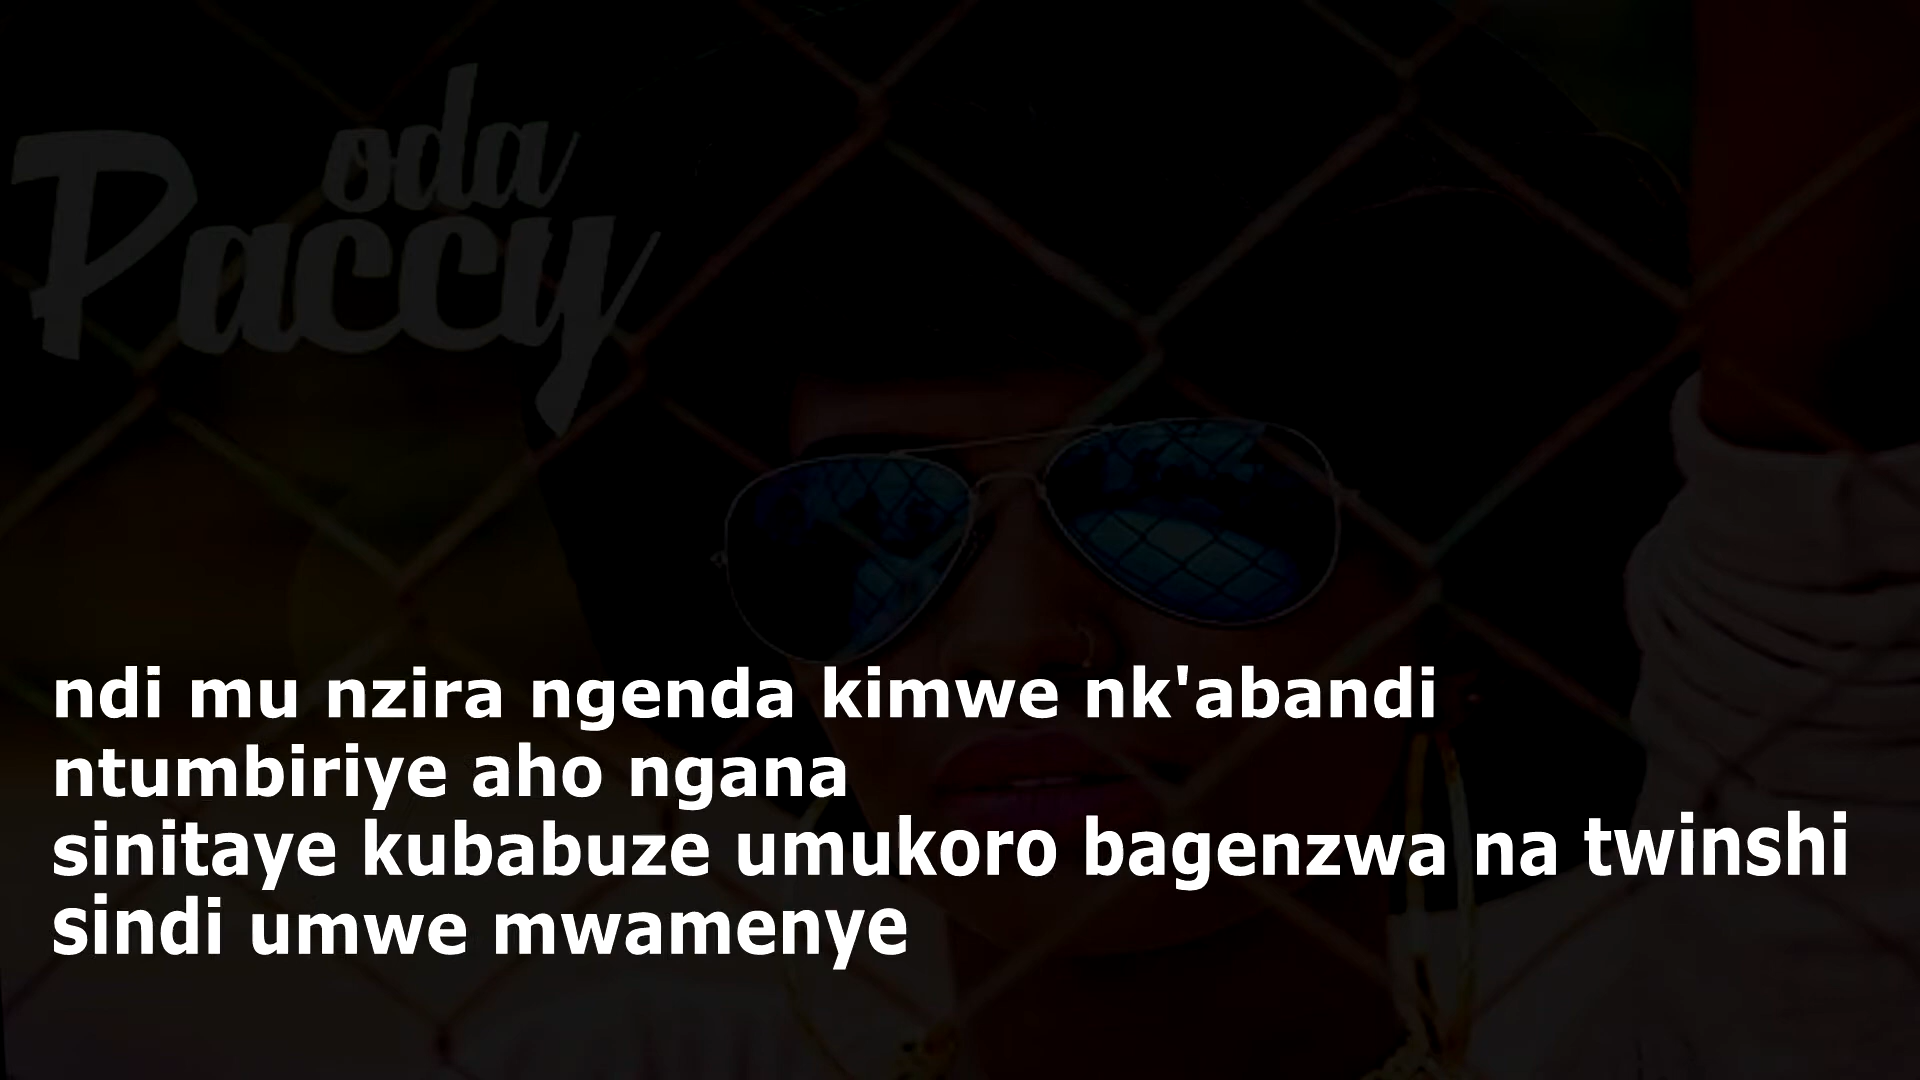 oda
Paccy
ndi mu nzira ngenda kimwe nk'abandi
ntumbiriye aho ngana
sinitaye kubabuze umukoro bagenzwa na twinshi
sindi umwe mwamenye